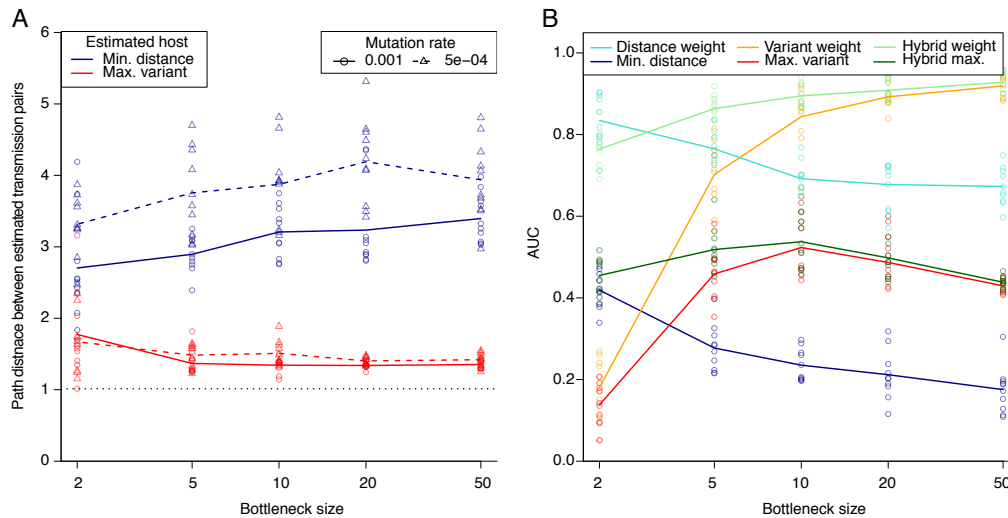 A
Estimated host
Min. distance
Max. variant
Mutation rate
0.001 5e−04
Path disnace between estimated transmission pairs
6
5
4
3
2
1
0
2 5 10 20 50
Bottleneck size
B
Distance weight Variant weight Hybrid weight
Min. distance Max. variant Hybrid max.
AUC
1.0
0.8
0.6
0.4
0.2
0.0
2 5 10 20 50
Bottleneck size